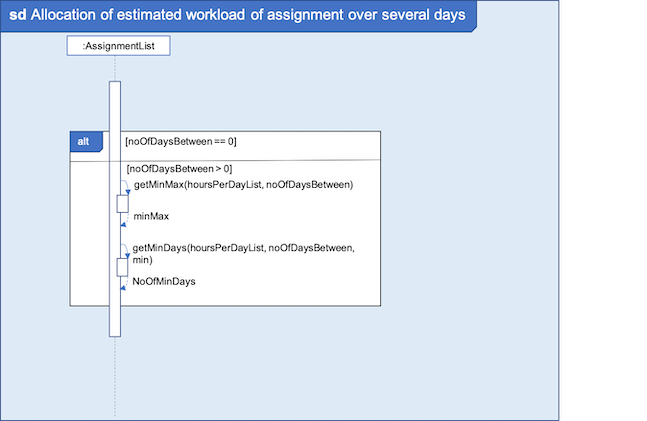 sd Allocation of estimated workload of assignment over several days
:AssignmentList
alt
[noOfDaysBetween == 0]
[noOfDaysBetween > 0]
getMinMax(hoursPerDayList, noOfDaysBetween)
minMax
getMinDays(hoursPerDayList, noOfDaysBetween,
min)
NoOfMinDays